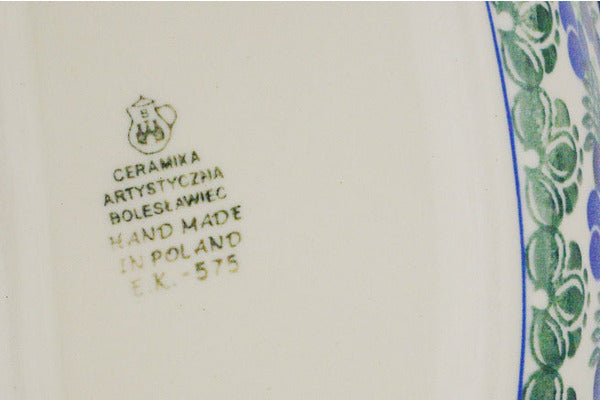 CERAMIKA
ARTYSTYCZNA
BOLESŁAWIEC
HAND MADE
IN POLAND
E.K.-575